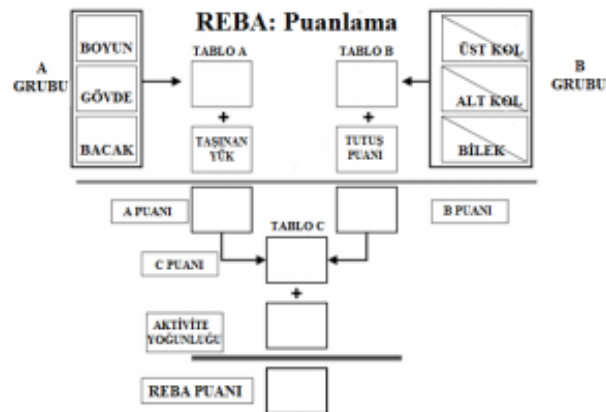 REBA: Puanlama
TABLO A
TABLO B
A
GRUBU
BOYUN
GÖVDE
BACAK
ÜST KOL
ALT KOL
BİLEK
B
GRUBU
+
+
TAŞINAN
YÜK
TUTUŞ
PUANI
A PUANI
B PUANI
TABLO C
C PUANI
+
AKTİVİTE
YOĞUNLUĞU
REBA PUANI